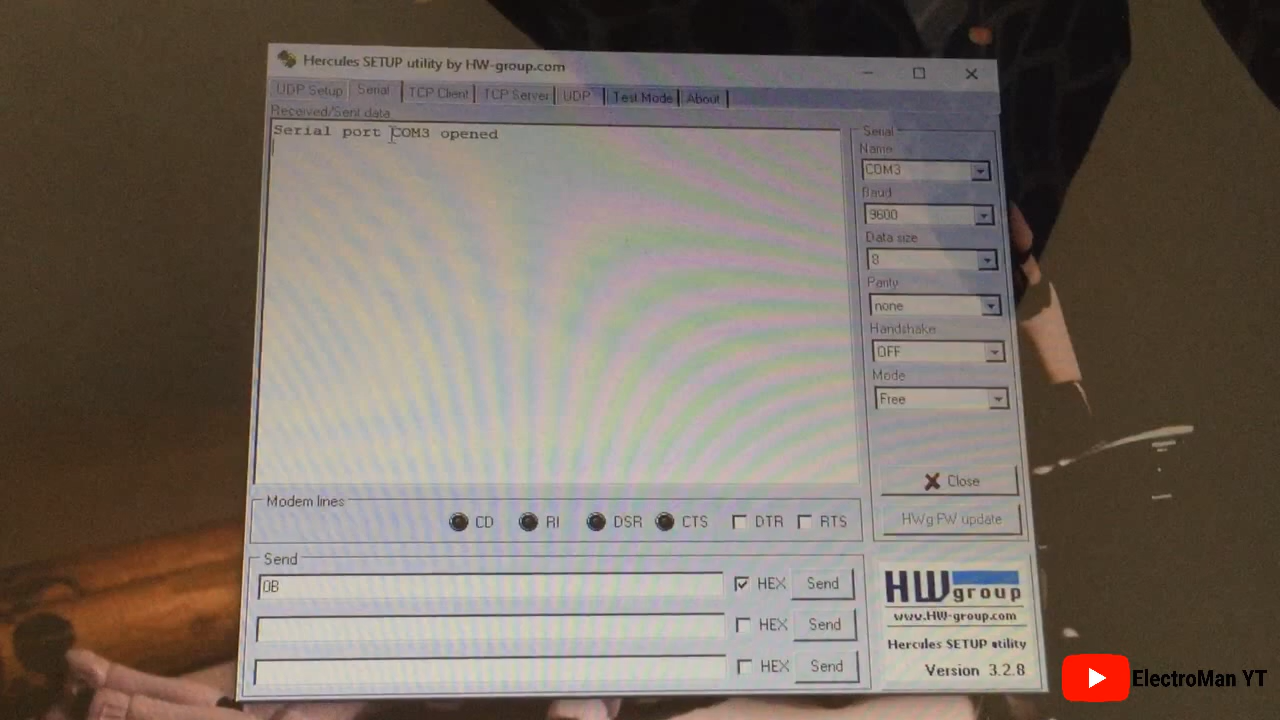 Hercules SETUP utility by HW-group.com
UDP Setup Serial TCP Client TCP Server UDP Test Mode About
Received/Sent data
Serial port COM3 opened
Serial
Name
COM3
Baud
9600
Data size
8
Parity
none
Handshake
OFF
Mode
Free
Close
HWg FW update
Modem lines
CD RI DSR CTS DTR RTS
Send
0B HEX Send
HEX Send
HEX Send
HW group
www.HW-group.com
Hercules SETUP utility
Version 3.2.8
ElectroMan YT